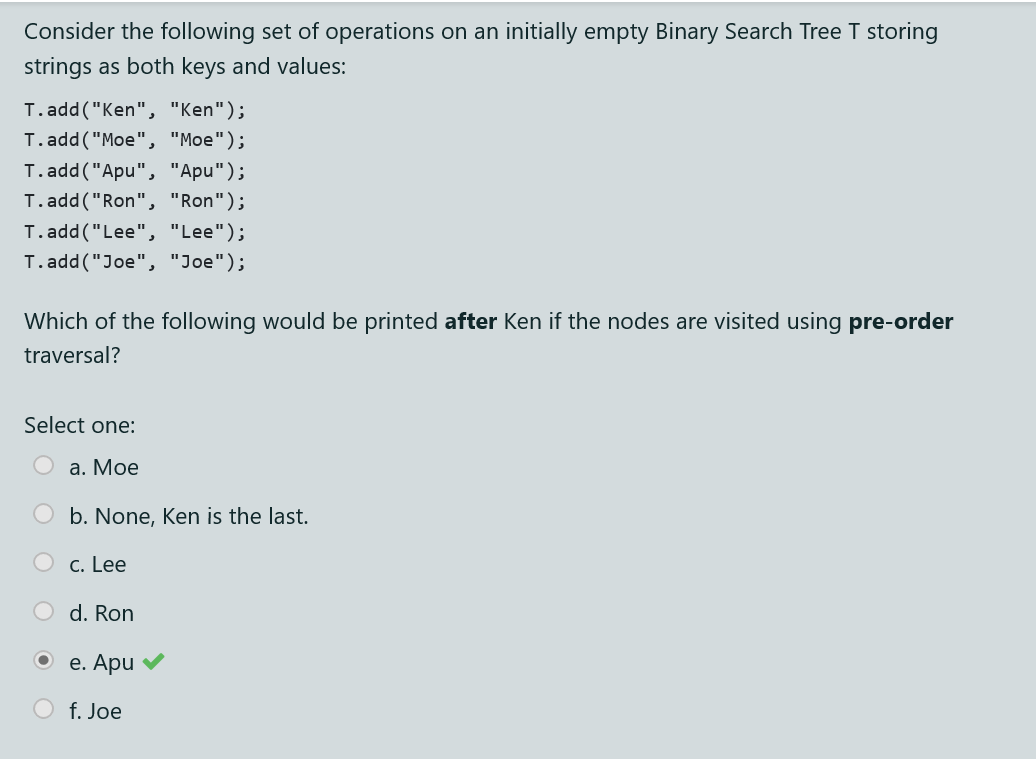 Consider the following set of operations on an initially empty Binary Search Tree T storing
strings as both keys and values:
T.add("Ken", "Ken");
T.add("Moe", "Moe");
T.add("Apu", "Apu");
T.add("Ron", "Ron");
T.add("Lee", "Lee");
T.add("Joe", "Joe");
Which of the following would be printed after Ken if the nodes are visited using pre-order
traversal?
Select one:
a. Moe
b. None, Ken is the last.
c. Lee
d. Ron
e. Apu
f. Joe